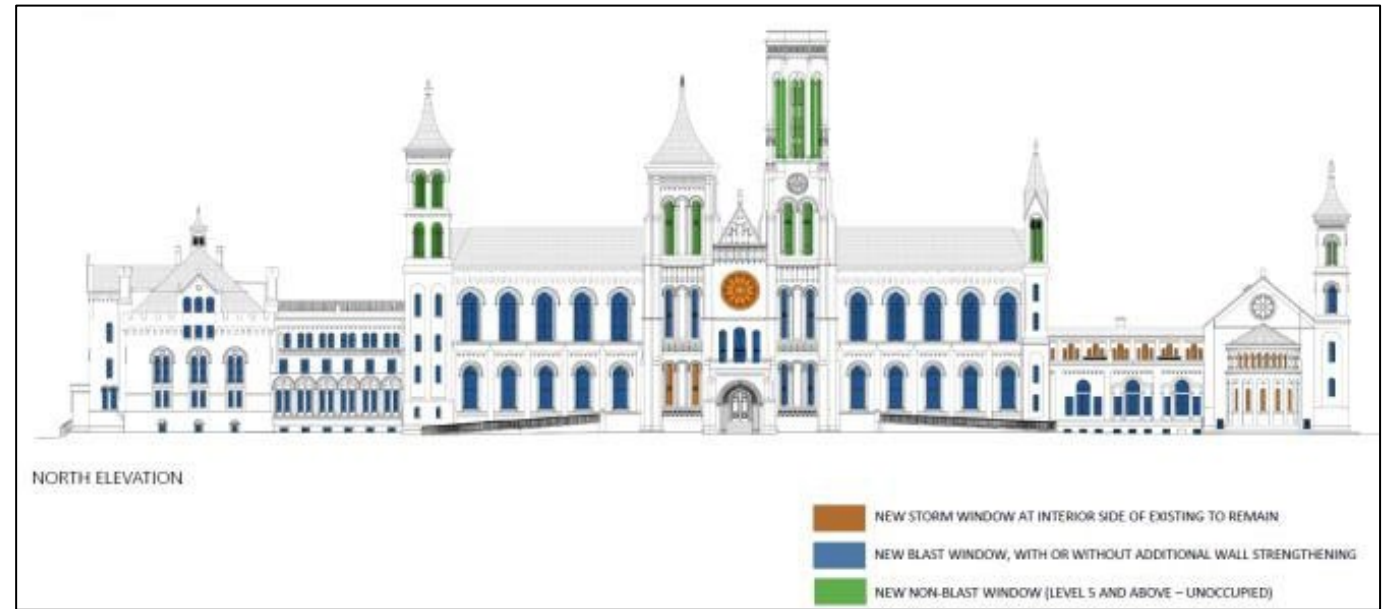 NORTH ELEVATION
NEW STORM WINDOW AT INTERIOR SIDE OF EXISTING TO REMAIN
NEW BLAST WINDOW, WITH OR WITHOUT ADDITIONAL WALL STRENGTHENING
NEW NON-BLAST WINDOW (LEVEL 5 AND ABOVE – UNOCCUPIED)